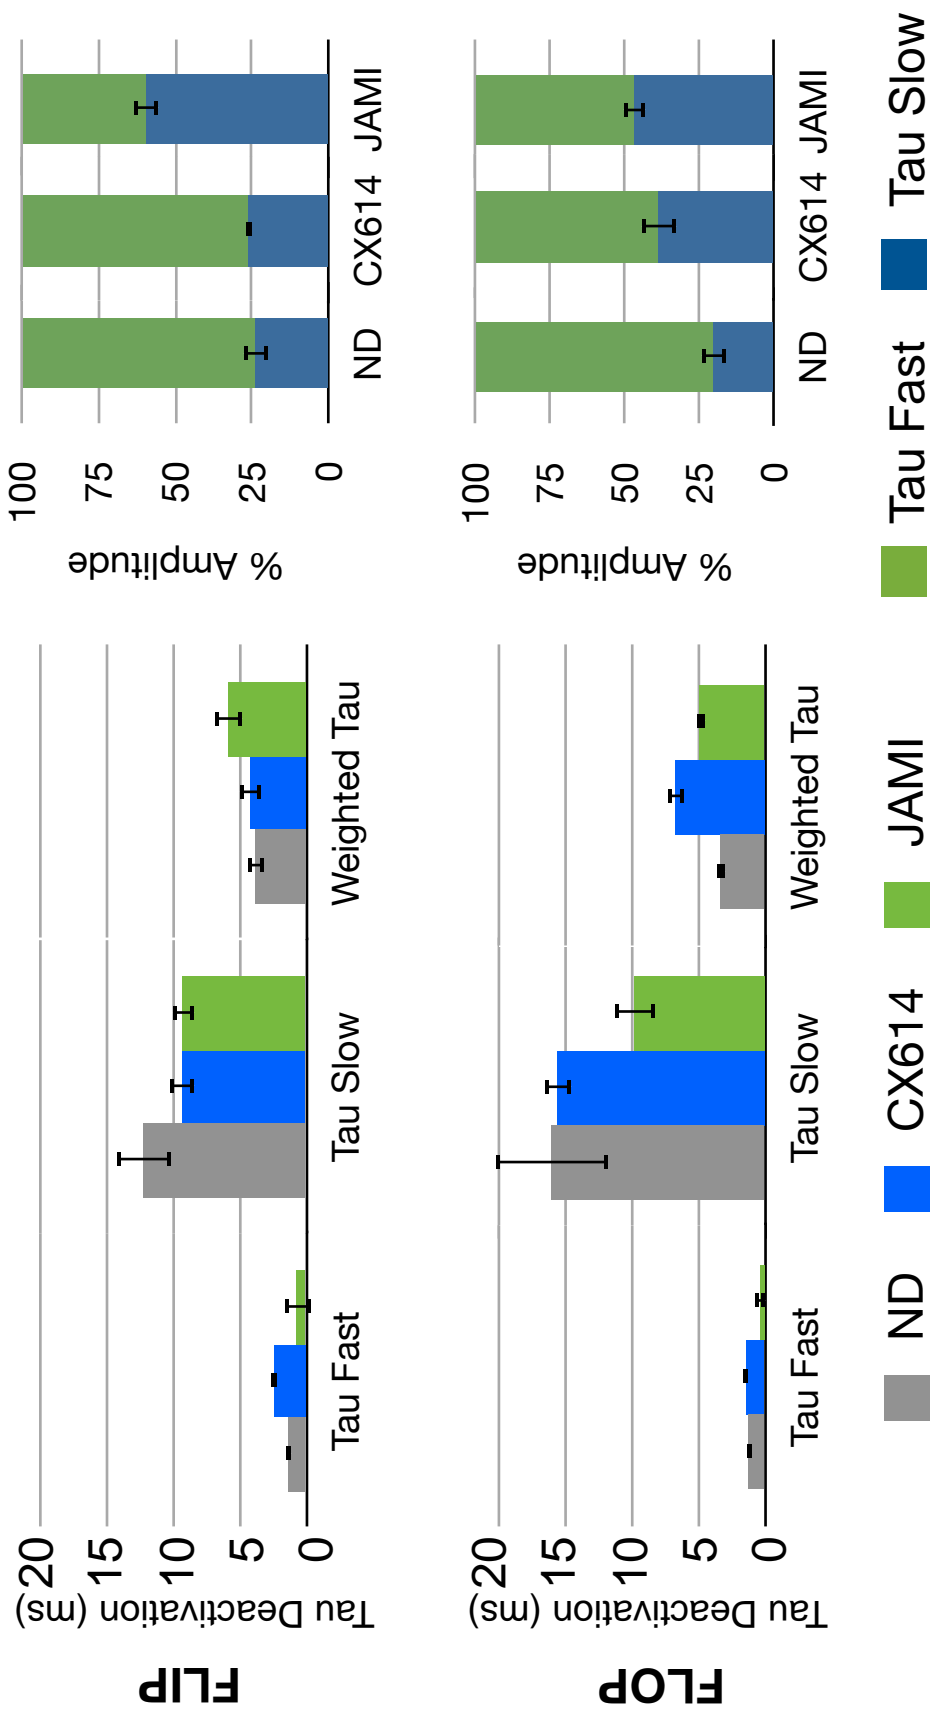 FLIP
Tau Deactivation (ms)
20
15
10
5
0
Tau Fast
Tau Slow
Weighted Tau
% Amplitude
100
75
50
25
0
ND
CX614
JAMI
FLOP
Tau Deactivation (ms)
20
15
10
5
0
Tau Fast
Tau Slow
Weighted Tau
% Amplitude
100
75
50
25
0
ND
CX614
JAMI
ND CX614 JAMI Tau Fast Tau Slow